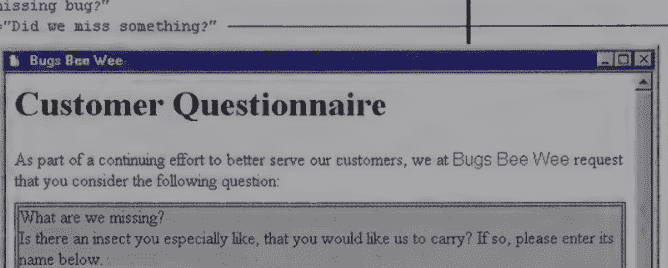 issing bug?"
="Did we miss something?"
Bugs Bee Wee
Customer Questionnaire
As part of a continuing effort to better serve our customers, we at Bugs Bee Wee request
that you consider the following question:
What are we missing?
Is there an insect you especially like, that you would like us to carry? If so, please enter its
name below.